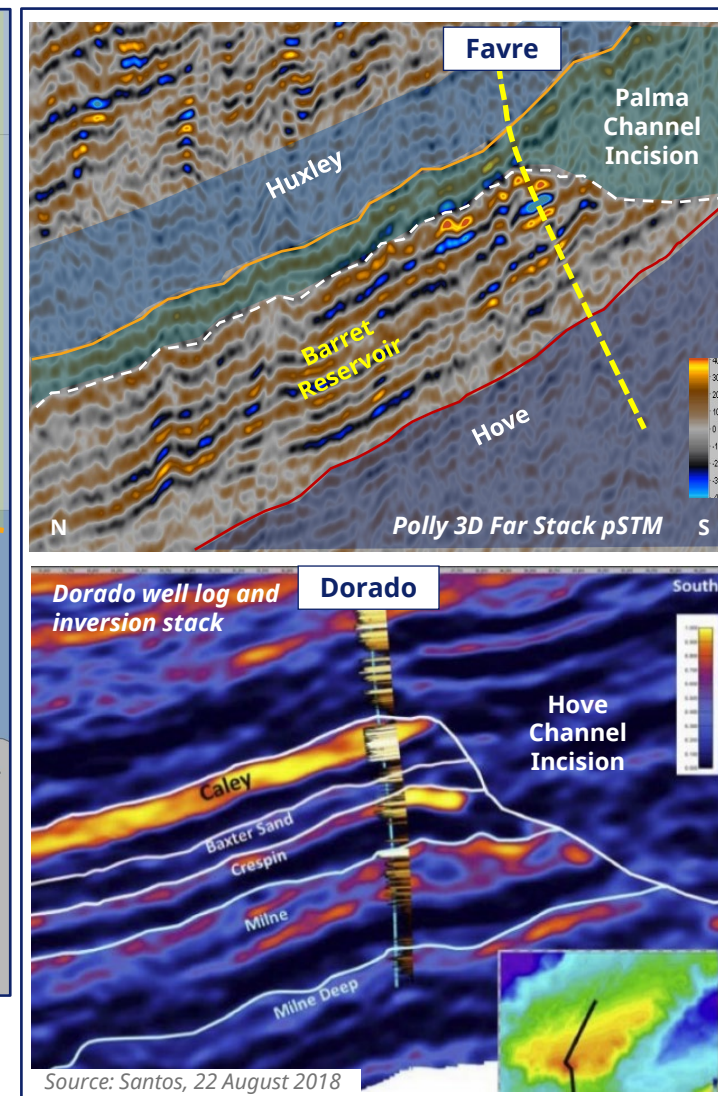 Favre
Palma
Channel
Incision
Huxley
Barret
Reservoir
Hove
N
Polly 3D Far Stack pSTM
S
Dorado well log and
inversion stack
Dorado
South
Hove
Channel
Incision
Caley
Baxter Sand
Crespin
Milne
Milne Deep
Source: Santos, 22 August 2018